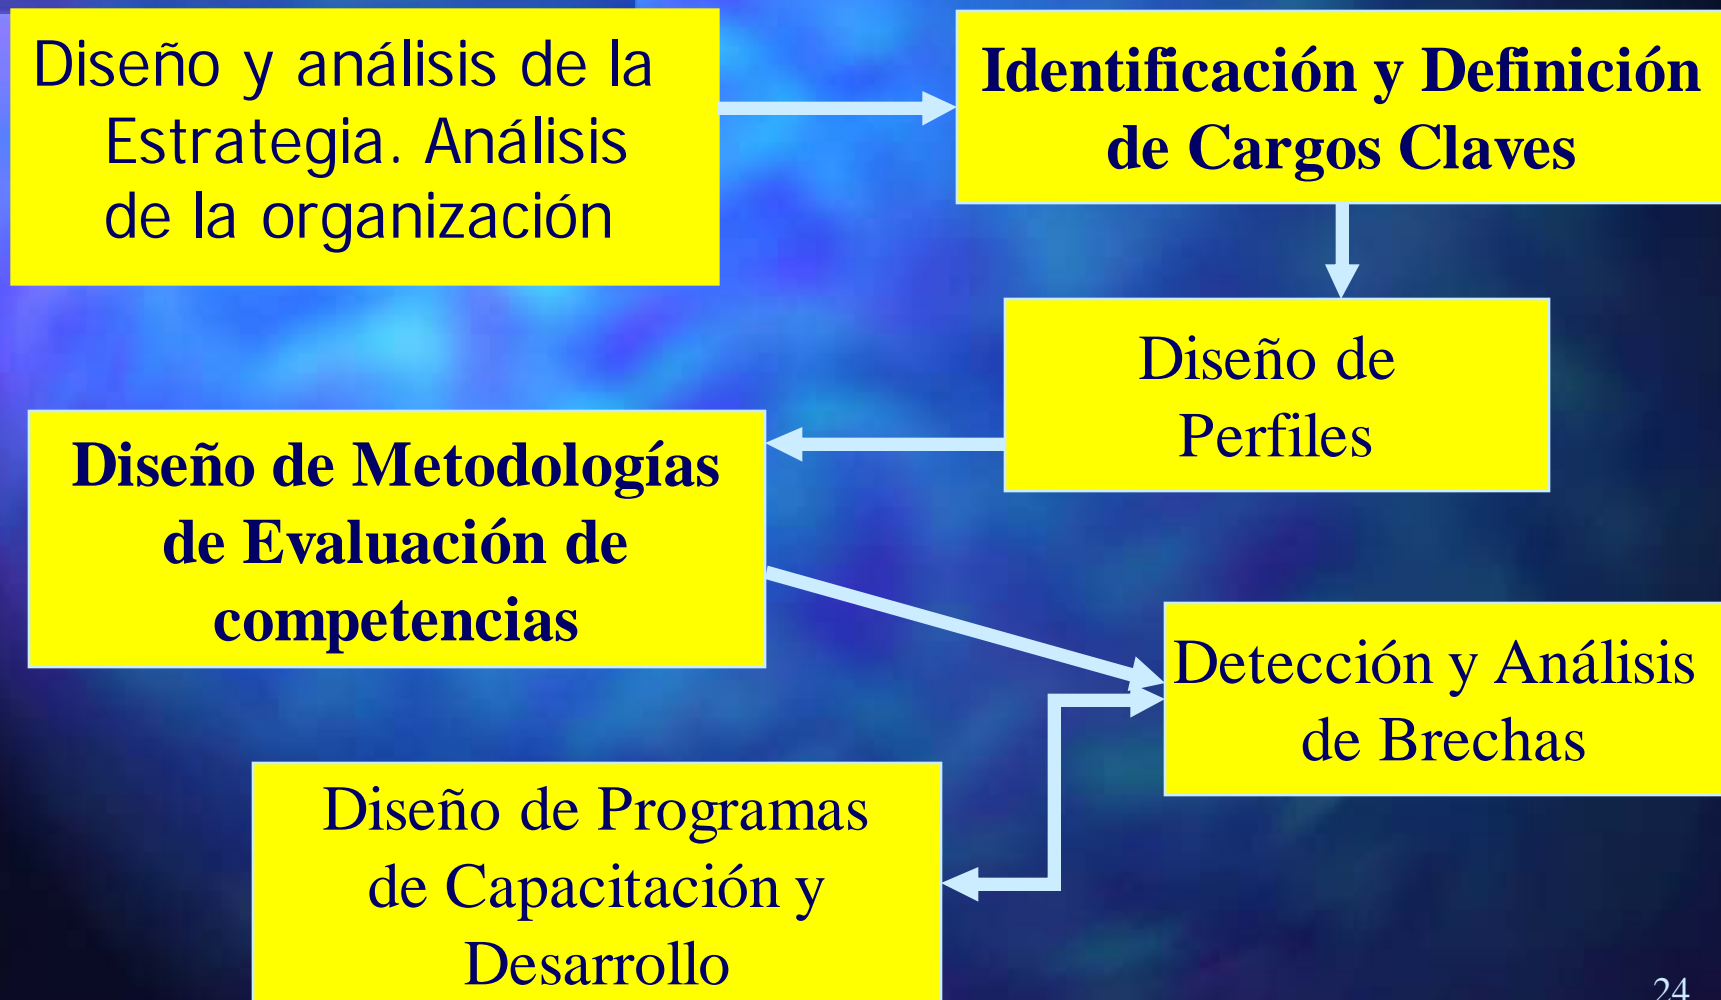 Diseño y análisis de la
Estrategia. Análisis
de la organización
Identificación y Definición
de Cargos Claves
Diseño de
Perfiles
Diseño de Metodologías
de Evaluación de
competencias
Detección y Análisis
de Brechas
Diseño de Programas
de Capacitación y
Desarrollo
24